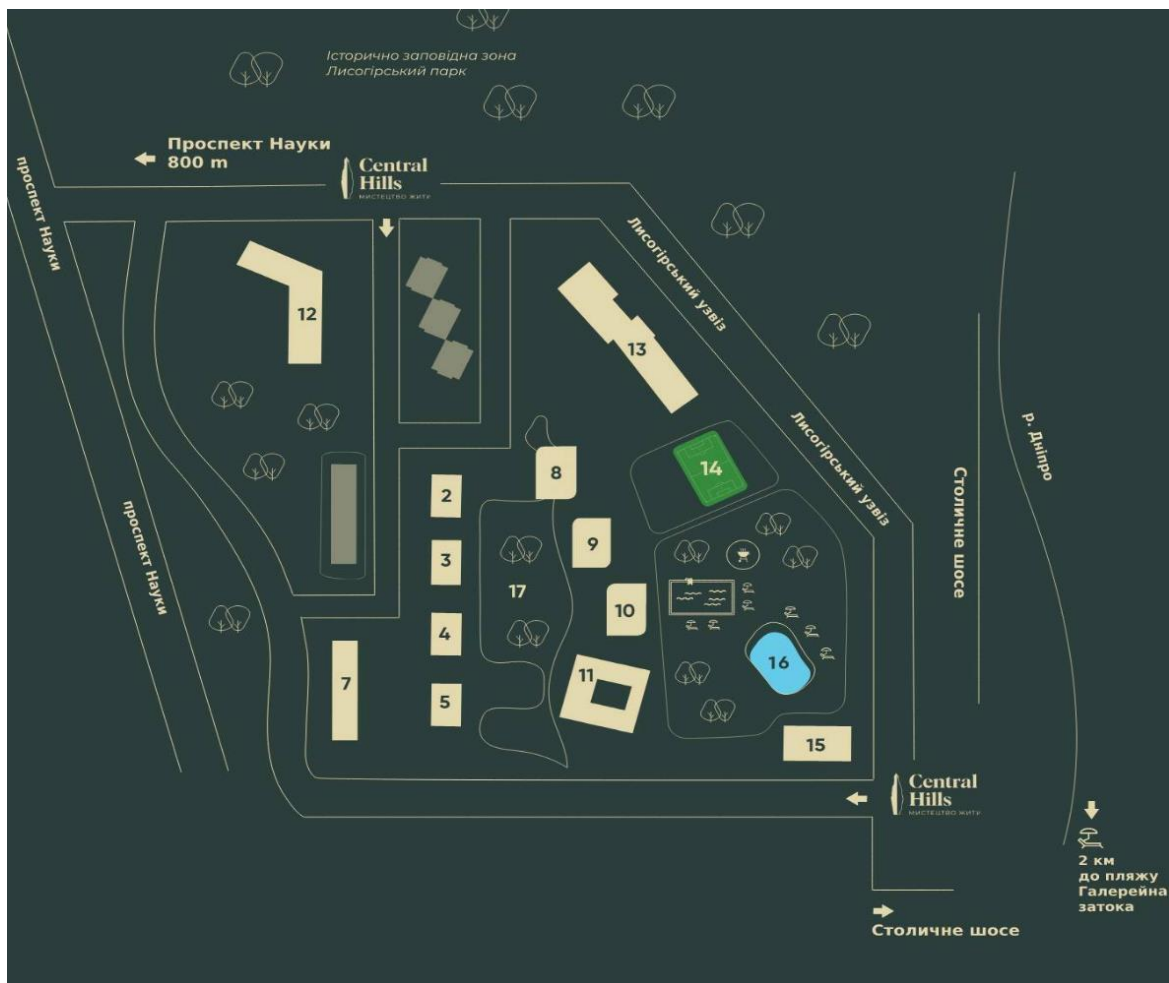 Історично заповідна зона
Лисогірський парк
Проспект Науки
800 m
Central
Hills
МИСТЕЦТВО ЖИТУ
проспект Науки
Лисогірський узвіз
12
13
р. Дніпро
14
Лисогірський узвіз
Столичне шосе
8
2
проспект Науки
9
3
17
10
4
16
11
7
5
15
Central
Hills
МИСТЕЦТВО ЖИТУ
2 км
до пляжу
Галерейна
затока
Столичне шосе